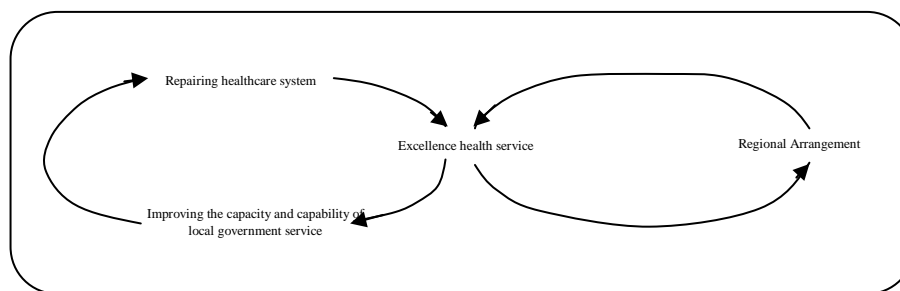 Repairing healthcare system
Excellence health service
Regional Arrangement
Improving the capacity and capability of
local government service